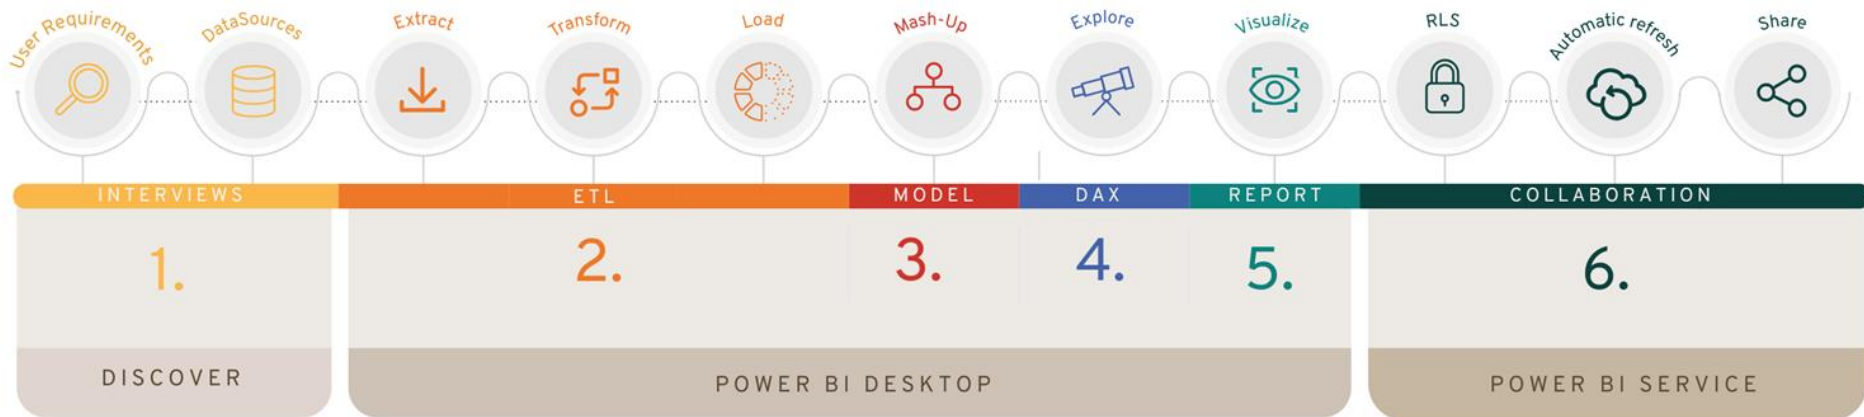 User Requirements
DataSources
Extract
Transform
Load
Mash-Up
Explore
Visualize
RLS
Automatic refresh
Share
INTERVIEWS
ETL
MODEL
DAX
REPORT
COLLABORATION
1.
2.
3.
4.
5.
6.
DISCOVER
POWER BI DESKTOP
POWER BI SERVICE